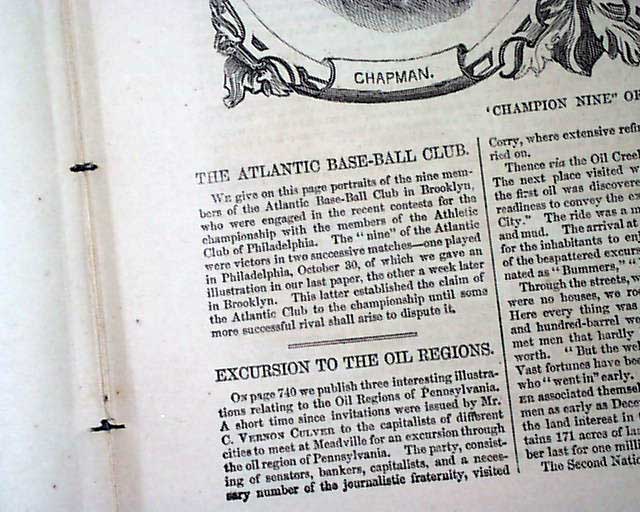 CHAPMAN.
'CHAMPION NINE" OF
THE ATLANTIC BASE-BALL CLUB.
WE give on this page portraits of the nine mem-
bers of the Atlantic Base-Ball Club in Brooklyn,
who were engaged in the recent contests for the
championship with the members of the Athletic
Club of Philadelphia. The "nine" of the Atlantic
were victors in two successive matches—one played
in Philadelphia, October 30, of which we gave an
illustration in our last paper, the other a week later
in Brooklyn. This latter established the claim of
the Atlantic Club to the championship until some
more successful rival shall arise to dispute it.
EXCURSION TO THE OIL REGIONS.
ON page 740 we publish three interesting illustra-
tions relating to the Oil Regions of Pennsylvania.
A short time since invitations were issued by Mr.
C. VERNON CULVEN to the capitalists of different
cities to meet at Meadville for an excursion through
the oil region of Pennsylvania. The party, consist-
ing of senators, bankers, capitalists, and a neces-
sary number of the journalistic fraternity, visited
Corry, where extensive refin
ried on.
Thence via the Oil Creek
The next place visited w
the first oil was discover
readiness to convey the ex
City." The ride was a m
and mud. The arrival at
for the inhabitants to en
of the bespattered excurs
nated as "Bummers," "
Through the streets, w
were no houses, we roo
Here every thing was
and hundred-barrel we
met men that hardly
worth. "But the wel
Vast fortunes have bee
who "went in" early.
EN associated themsel
men as early as Dece
the land interest in
tains 171 acres of lan
ber last for one milli
The Second Nati